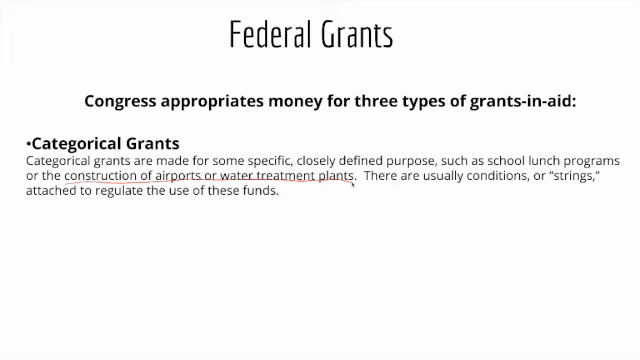 Federal Grants
Congress appropriates money for three types of grants-in-aid:
•Categorical Grants
Categorical grants are made for some specific, closely defined purpose, such as school lunch programs
or the construction of airports or water treatment plants.  There are usually conditions, or “strings,”
attached to regulate the use of these funds.